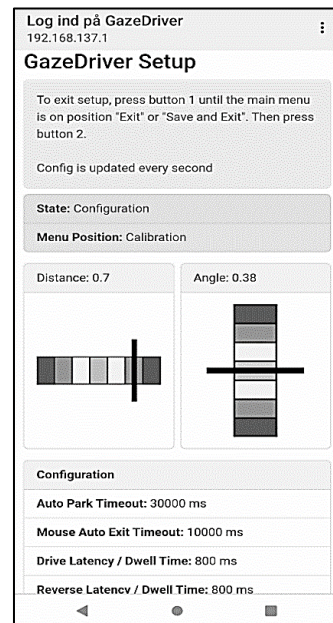 Log ind på GazeDriver
192.168.137.1
GazeDriver Setup
To exit setup, press button 1 until the main menu
is on position "Exit" or "Save and Exit". Then press
button 2.
Config is updated every second
State: Configuration
Menu Position: Calibration
Distance: 0.7
Angle: 0.38
Configuration
Auto Park Timeout: 30000 ms
Mouse Auto Exit Timeout: 10000 ms
Drive Latency / Dwell Time: 800 ms
Reverse Latency / Dwell Time: 800 ms